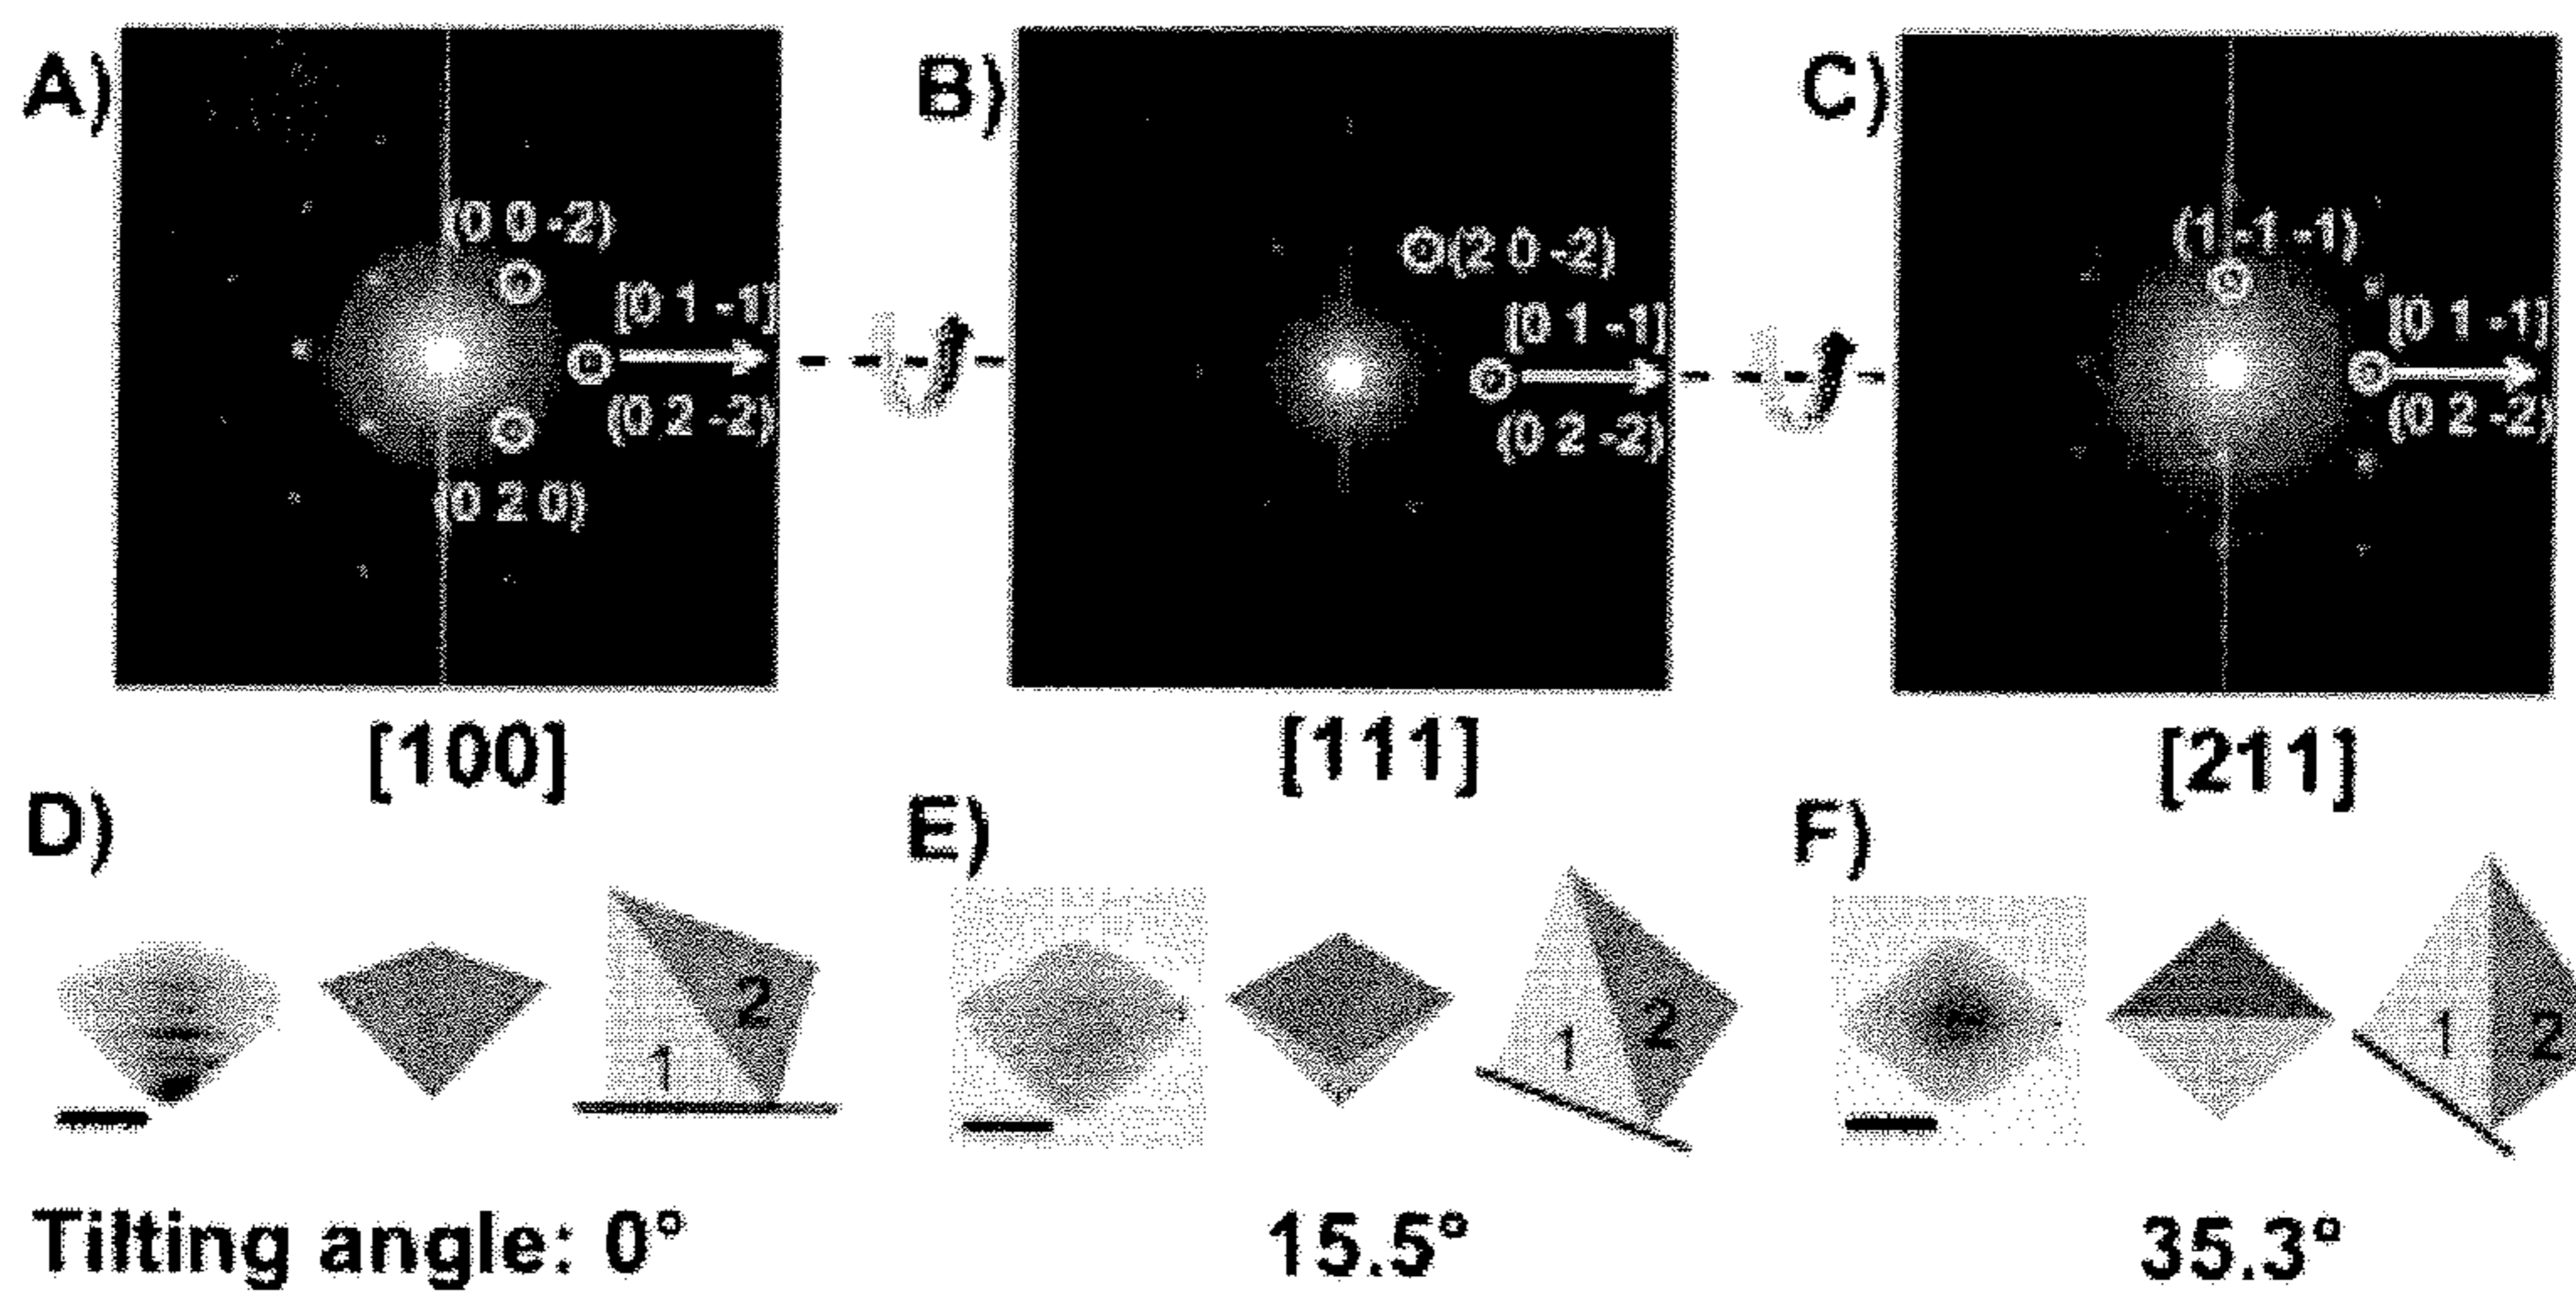 A)
(0 0 -2)
[0 1 -1]
(0 2 -2)
(0 2 0)
[100]
B)
(2 0 -2)
[0 1 -1]
(0 2 -2)
[111]
C)
(1 -1 -1)
[0 1 -1]
(0 2 -2)
[211]
D)
1
2
E)
1
2
F)
1
2
Tilting angle: 0°
15.5°
35.3°